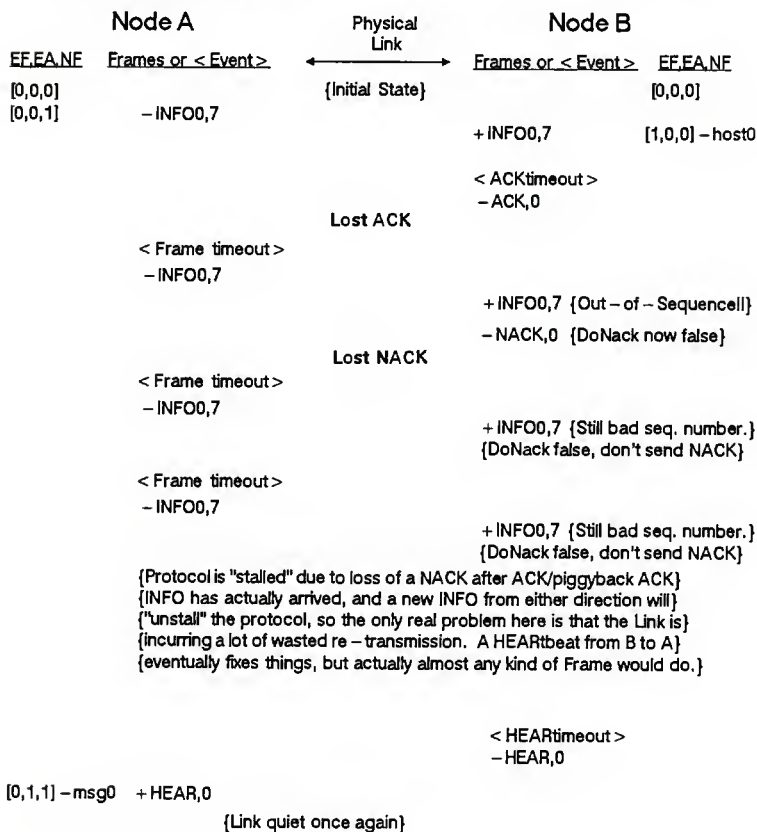 Node A Physical Link Node B
EF,EA,NF Frames or < Event > Frames or < Event > EF,EA,NF
[0,0,0] {Initial State} [0,0,0]
[0,0,1] –INFO0,7
+INFO0,7 [1,0,0] –host0
< ACKtimeout >
–ACK,0
Lost ACK
< Frame timeout >
–INFO0,7
+INFO0,7 {Out–of–Sequence!!}
–NACK,0 {DoNack now false}
Lost NACK
< Frame timeout >
–INFO0,7
+INFO0,7 {Still bad seq. number.}
{DoNack false, don't send NACK}
< Frame timeout >
–INFO0,7
+INFO0,7 {Still bad seq. number.}
{DoNack false, don't send NACK}
{Protocol is "stalled" due to loss of a NACK after ACK/piggyback ACK}
{INFO has actually arrived, and a new INFO from either direction will}
{"unstall" the protocol, so the only real problem here is that the Link is}
{incurring a lot of wasted re–transmission. A HEARtbeat from B to A}
{eventually fixes things, but actually almost any kind of Frame would do.}
< HEARtimeout >
–HEAR,0
[0,1,1] –msg0 +HEAR,0
{Link quiet once again}